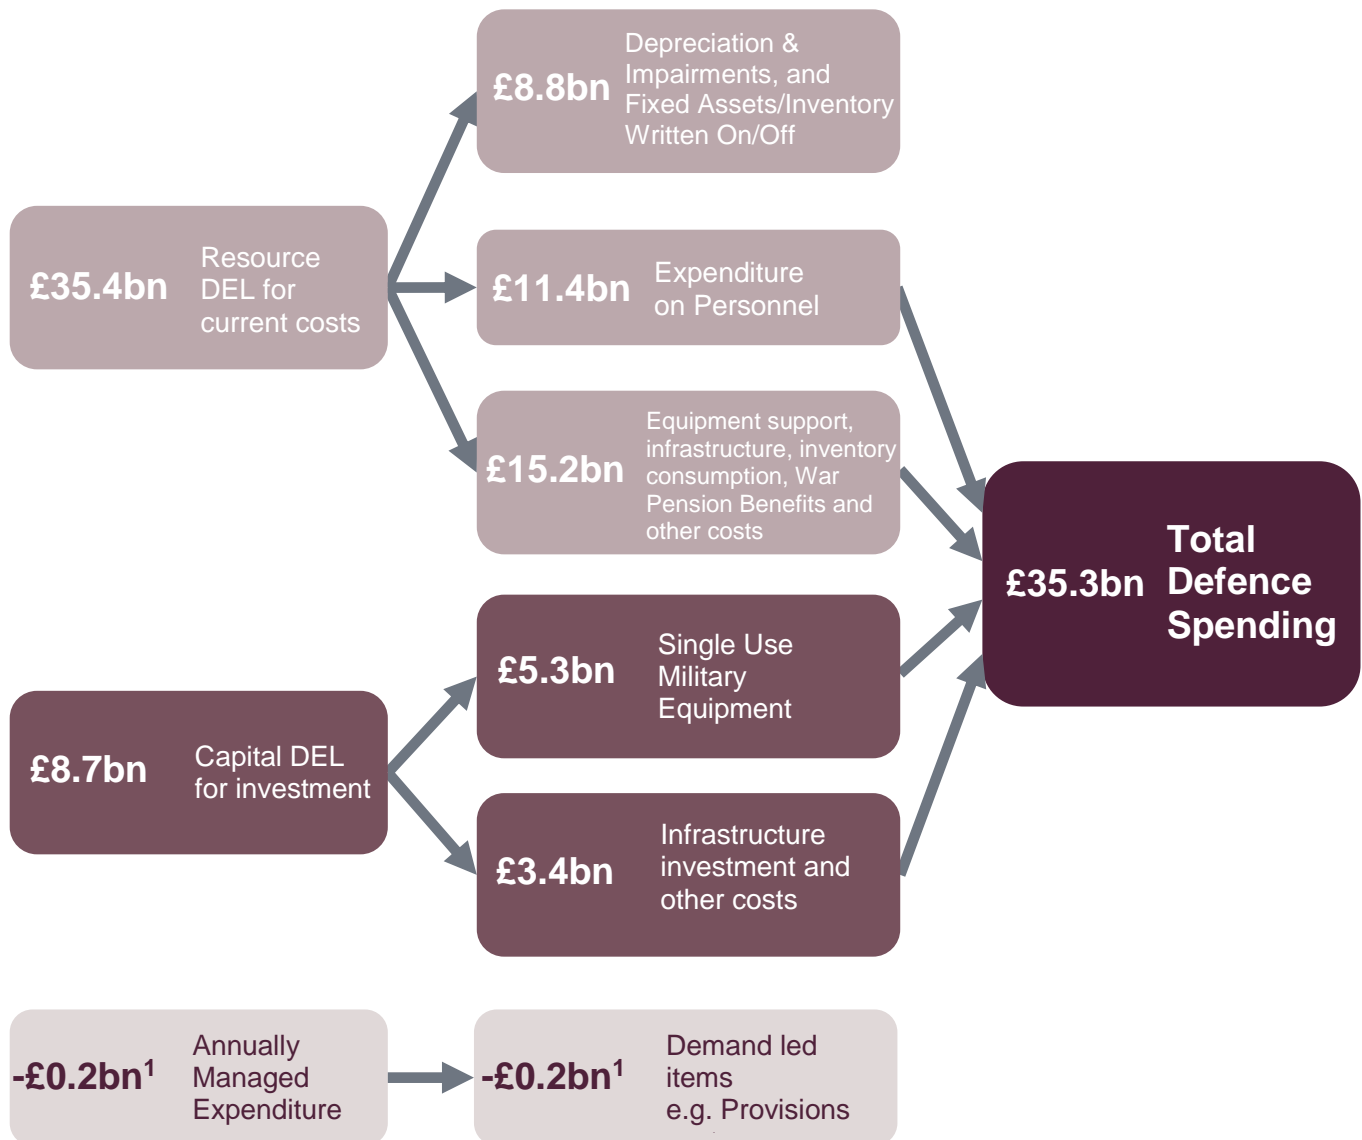 £8.8bn
Depreciation &
Impairments, and
Fixed Assets/Inventory
Written On/Off
£35.4bn
Resource
DEL for
current costs
£11.4bn
Expenditure
on Personnel
£15.2bn
Equipment support,
infrastructure, inventory
consumption, War
Pension Benefits and
other costs
£35.3bn
Total
Defence
Spending
£5.3bn
Single Use
Military
Equipment
£8.7bn
Capital DEL
for investment
£3.4bn
Infrastructure
investment and
other costs
-£0.2bn¹
Annually
Managed
Expenditure
-£0.2bn¹
Demand led
items
e.g. Provisions